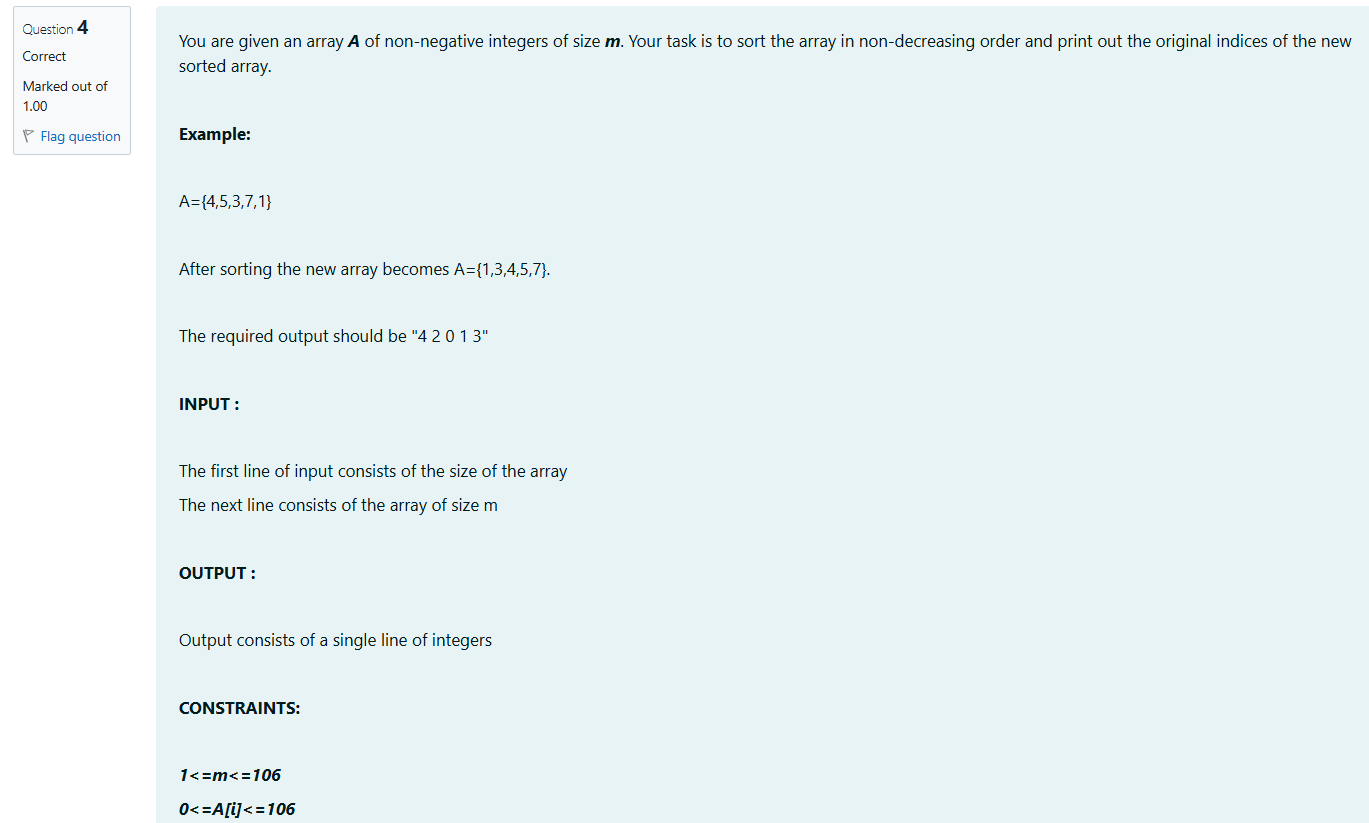 Question 4
Correct
Marked out of
1.00
Flag question
You are given an array A of non-negative integers of size m. Your task is to sort the array in non-decreasing order and print out the original indices of the new
sorted array.
Example:
A={4,5,3,7,1}
After sorting the new array becomes A={1,3,4,5,7}.
The required output should be "4 2 0 1 3"
INPUT :
The first line of input consists of the size of the array
The next line consists of the array of size m
OUTPUT :
Output consists of a single line of integers
CONSTRAINTS:
1<=m<=106
0<=A[i]<=106